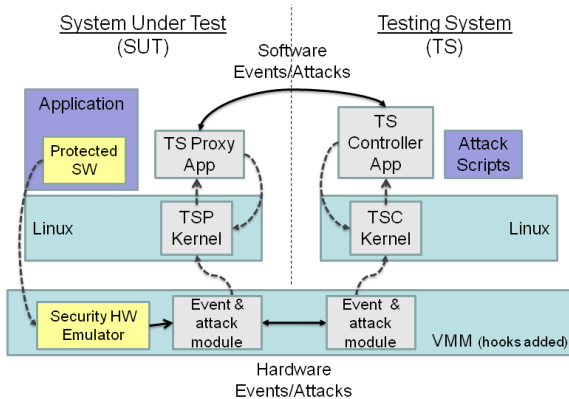 System Under Test
(SUT)
Testing System
(TS)
Software
Events/Attacks
Application
Protected
SW
TS Proxy
App
TS
Controller
App
Attack
Scripts
Linux
TSP
Kernel
TSC
Kernel
Linux
Security HW
Emulator
Event &
attack
module
Event &
attack
module
VMM (hooks added)
Hardware
Events/Attacks